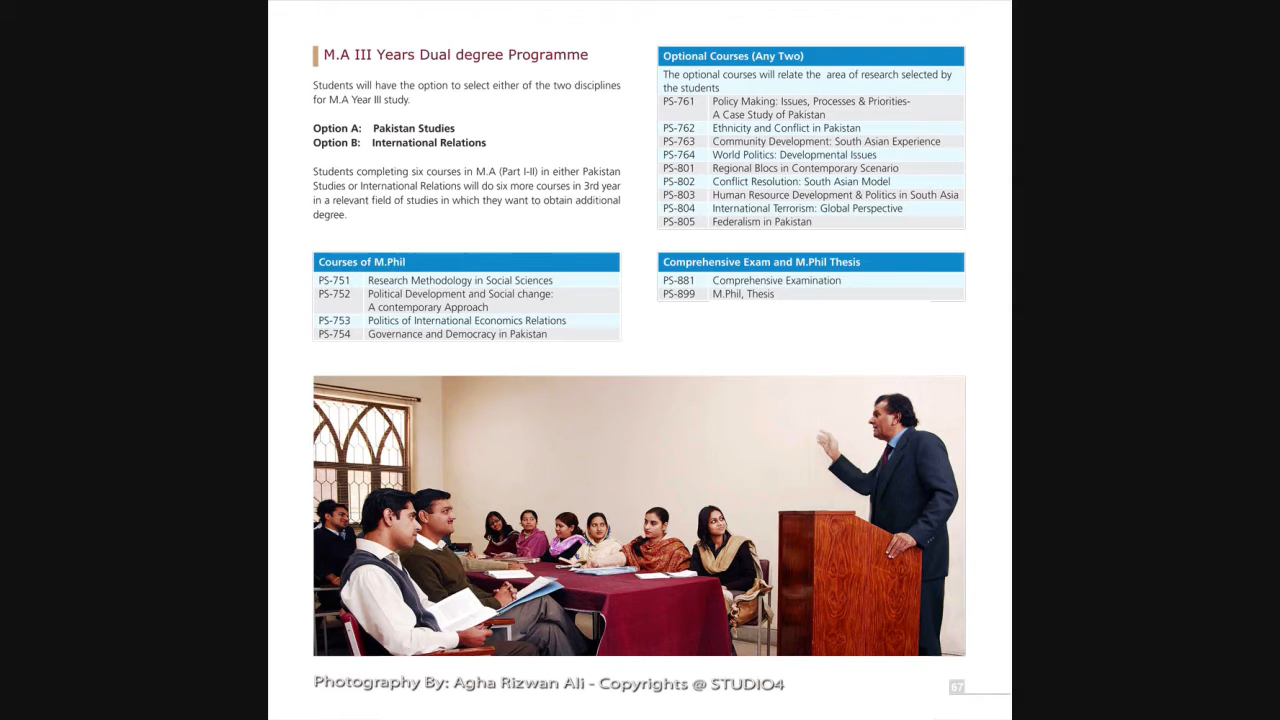 M.A III Years Dual degree Programme
Students will have the option to select either of the two disciplines
for M.A Year III study.
Option A: Pakistan Studies
Option B: International Relations
Students completing six courses in M.A (Part I-II) in either Pakistan
Studies or International Relations will do six more courses in 3rd year
in a relevant field of studies in which they want to obtain additional
degree.
Courses of M.Phil
PS-751 Research Methodology in Social Sciences
PS-752 Political Development and Social change:
A contemporary Approach
PS-753 Politics of International Economics Relations
PS-754 Governance and Democracy in Pakistan
Optional Courses (Any Two)
The optional courses will relate the area of research selected by
the students
PS-761 Policy Making: Issues, Processes & Priorities-
A Case Study of Pakistan
PS-762 Ethnicity and Conflict in Pakistan
PS-763 Community Development: South Asian Experience
PS-764 World Politics: Developmental Issues
PS-801 Regional Blocs in Contemporary Scenario
PS-802 Conflict Resolution: South Asian Model
PS-803 Human Resource Development & Politics in South Asia
PS-804 International Terrorism: Global Perspective
PS-805 Federalism in Pakistan
Comprehensive Exam and M.Phil Thesis
PS-881 Comprehensive Examination
PS-899 M.Phil, Thesis
Photography By: Agha Rizwan Ali - Copyrights @ STUDIO4
67